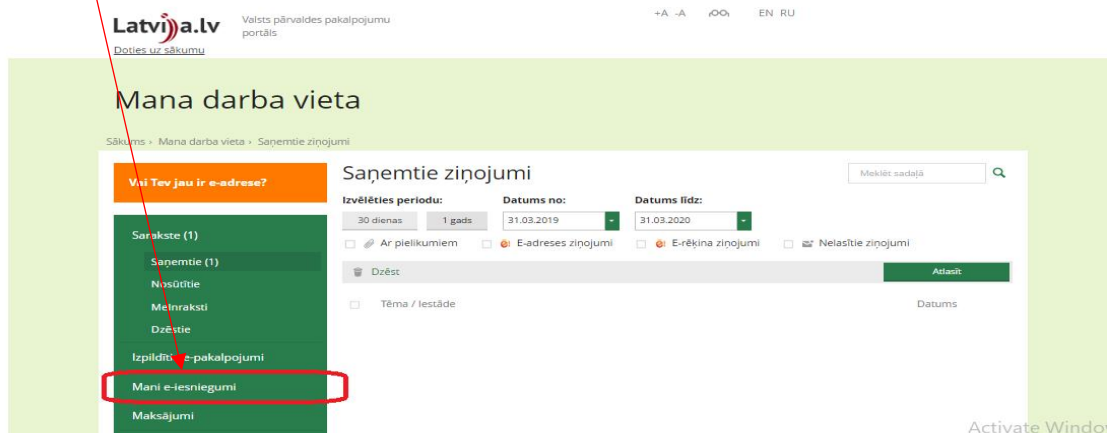 +A -A EN RU
Latvija.lv Valsts pārvaldes pakalpojumu
portāls
Doties uz sākumu
Mana darba vieta
Sākums › Mana darba vieta › Saņemtie ziņojumi
Vai Tev jau ir e-adrese?
Saņemtie ziņojumi
Meklēt sadaļā
Izvēlēties periodu: Datums no: Datums līdz:
30 dienas 1 gads 31.03.2019 31.03.2020
Ar pielikumiem E-adreses ziņojumi E-rēķina ziņojumi Nelasītie ziņojumi
Dzēst Atlasīt
Tēma / Iestāde Datums
Sarakste (1)
Saņemtie (1)
Nosūtītie
Melnraksti
Dzēstie
Izpildītie e-pakalpojumi
Mani e-iesniegumi
Maksājumi
Activate Windo